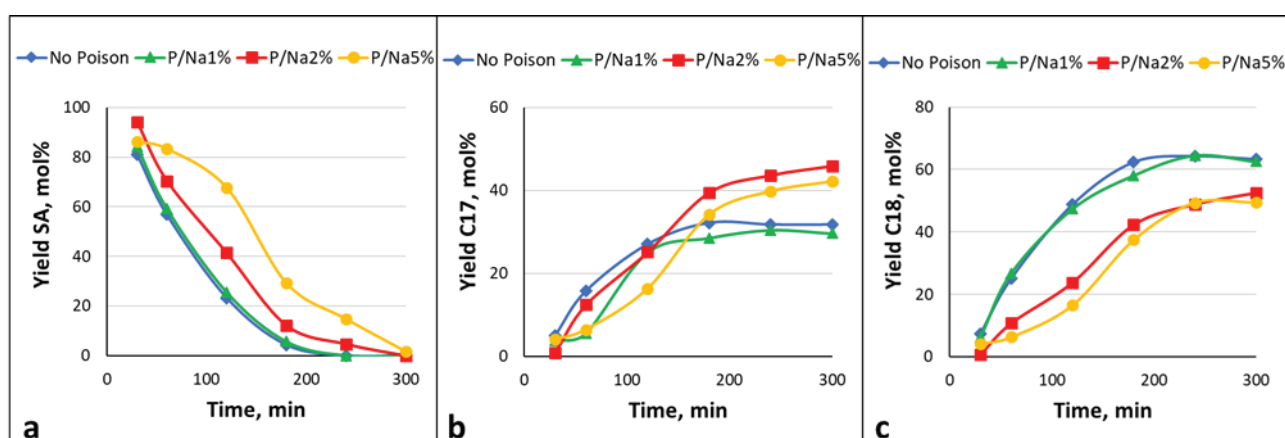 No Poison P/Na1% P/Na2% P/Na5%
Yield SA, mol%
100
80
60
40
20
0
0 100 200 300
Time, min
a
No Poison P/Na1% P/Na2% P/Na5%
Yield C17, mol%
60
40
20
0
0 100 200 300
Time, min
b
No Poison P/Na1% P/Na2% P/Na5%
Yield C18, mol%
80
60
40
20
0
0 100 200 300
Time, min
c